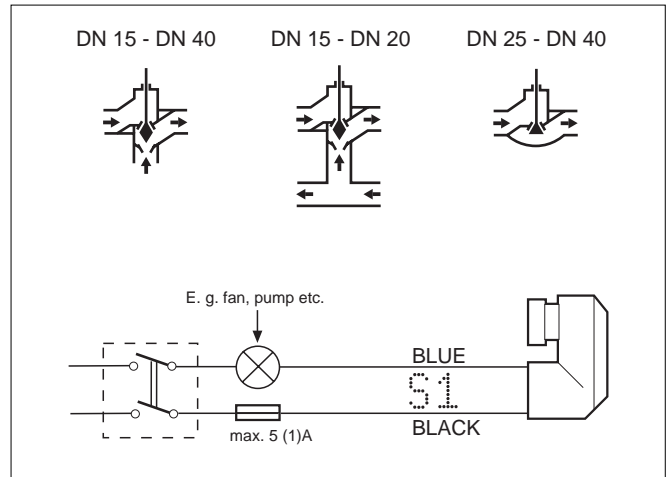 DN 15 - DN 40
DN 15 - DN 20
DN 25 - DN 40
E. g. fan, pump etc.
BLUE
S1
BLACK
max. 5 (1)A